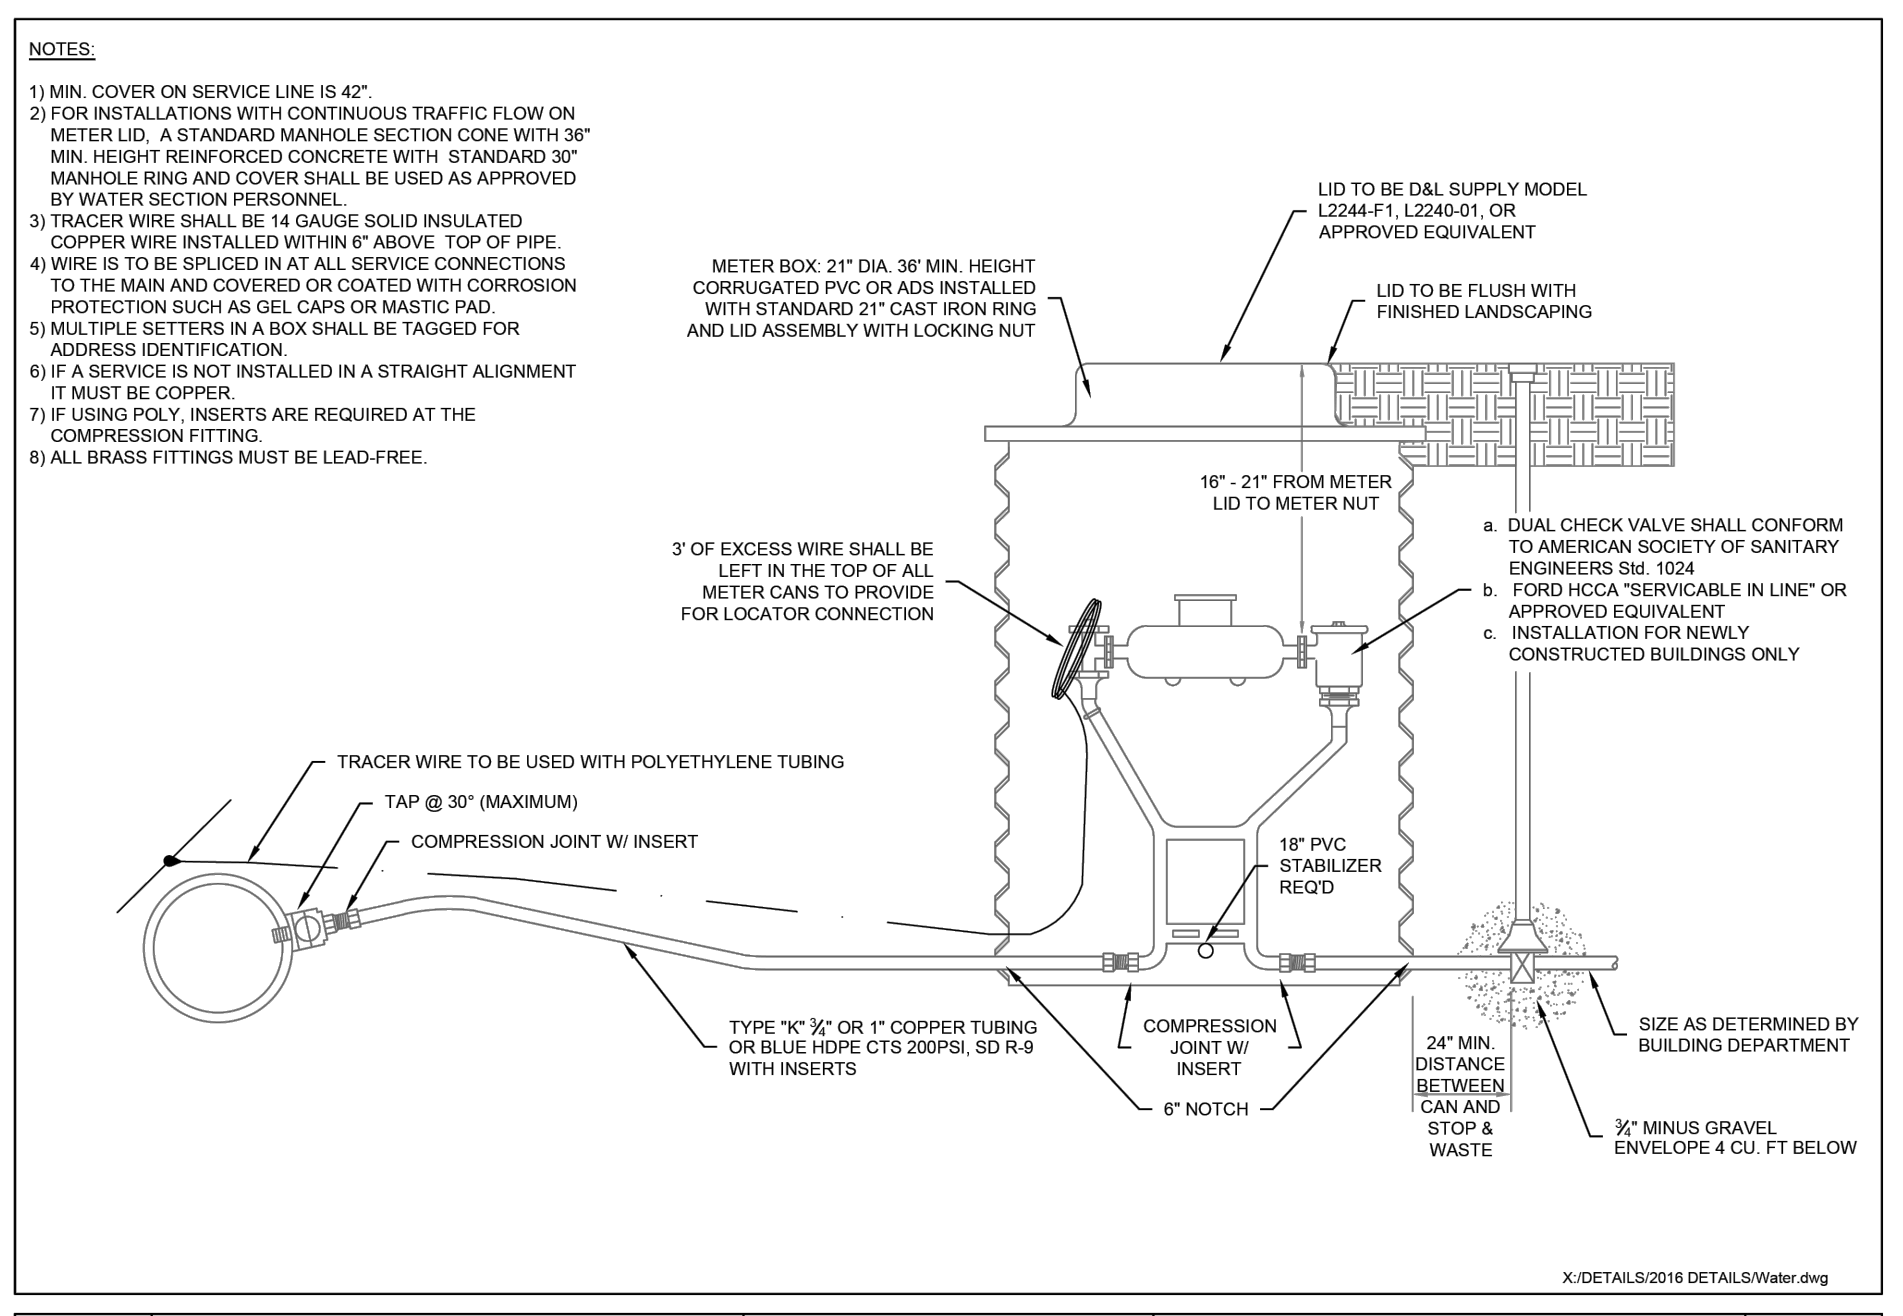 NOTES:
1) MIN. COVER ON SERVICE LINE IS 42".
2) FOR INSTALLATIONS WITH CONTINUOUS TRAFFIC FLOW ON
METER LID, A STANDARD MANHOLE SECTION CONE WITH 36"
MIN. HEIGHT REINFORCED CONCRETE WITH STANDARD 30"
MANHOLE RING AND COVER SHALL BE USED AS APPROVED
BY WATER SECTION PERSONNEL.
3) TRACER WIRE SHALL BE 14 GAUGE SOLID INSULATED
COPPER WIRE INSTALLED WITHIN 6" ABOVE TOP OF PIPE.
4) WIRE IS TO BE SPLICED IN AT ALL SERVICE CONNECTIONS
TO THE MAIN AND COVERED OR COATED WITH CORROSION
PROTECTION SUCH AS GEL CAPS OR MASTIC PAD.
5) MULTIPLE SETTERS IN A BOX SHALL BE TAGGED FOR
ADDRESS IDENTIFICATION.
6) IF A SERVICE IS NOT INSTALLED IN A STRAIGHT ALIGNMENT
IT MUST BE COPPER.
7) IF USING POLY, INSERTS ARE REQUIRED AT THE
COMPRESSION FITTING.
8) ALL BRASS FITTINGS MUST BE LEAD-FREE.
LID TO BE D&L SUPPLY MODEL
L2244-F1, L2240-01, OR
APPROVED EQUIVALENT
METER BOX: 21" DIA. 36' MIN. HEIGHT
CORRUGATED PVC OR ADS INSTALLED
WITH STANDARD 21" CAST IRON RING
AND LID ASSEMBLY WITH LOCKING NUT
LID TO BE FLUSH WITH
FINISHED LANDSCAPING
16" - 21" FROM METER
LID TO METER NUT
3' OF EXCESS WIRE SHALL BE
LEFT IN THE TOP OF ALL
METER CANS TO PROVIDE
FOR LOCATOR CONNECTION
a. DUAL CHECK VALVE SHALL CONFORM
TO AMERICAN SOCIETY OF SANITARY
ENGINEERS Std. 1024
b. FORD HCCA "SERVICABLE IN LINE" OR
APPROVED EQUIVALENT
c. INSTALLATION FOR NEWLY
CONSTRUCTED BUILDINGS ONLY
TRACER WIRE TO BE USED WITH POLYETHYLENE TUBING
TAP @ 30° (MAXIMUM)
COMPRESSION JOINT W/ INSERT
18" PVC
STABILIZER
REQ'D
TYPE "K" ¾" OR 1" COPPER TUBING
OR BLUE HDPE CTS 200PSI, SD R-9
WITH INSERTS
COMPRESSION
JOINT W/
INSERT
6" NOTCH
24" MIN.
DISTANCE
BETWEEN
CAN AND
STOP &
WASTE
SIZE AS DETERMINED BY
BUILDING DEPARTMENT
¾" MINUS GRAVEL
ENVELOPE 4 CU. FT BELOW
X:/DETAILS/2016 DETAILS/Water.dwg